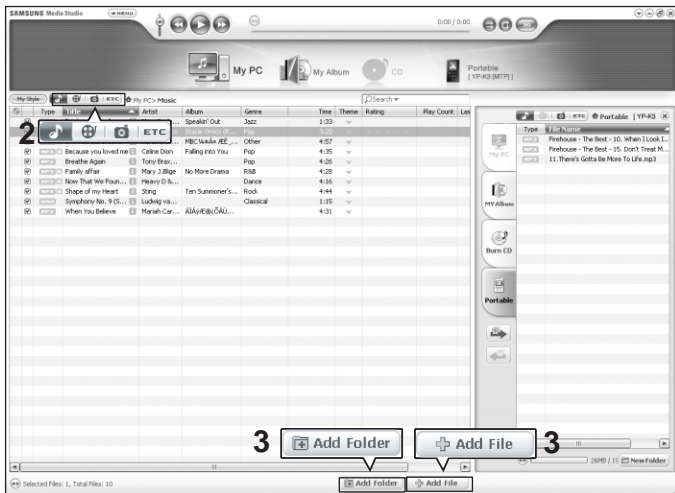 SAMSUNG Media Studio
MENU
0:00 / 0:00
My PC
My Album
CD
Portable
[YP-K3 [MTP]]
My Style
ETC
My PC> Music
Search
Type Title Artist Album Genre Time Theme Rating Play Count Las
2
ETC
Speakin' Out Jazz 1:33
Pop 3:20
MBC Other 4:57
Because you loved me Celine Dion Falling into You Pop 4:35
Breathe Again Tony Brax... Pop 4:26
Family affair Mary J.Blige No More Drama R&B 4:28
Now That We Foun... Heavy D &... Dance 4:16
Shape of my Heart Sting Ten Summoner's... Rock 4:44
Symphony No. 9 (S... Ludwig va... Classical 1:15
When You Believe Mariah Car... 4:31
ETC Portable [YP-K3
Type File Name
Firehouse - The Best - 10. When I Look I...
Firehouse - The Best - 15. Don't Treat M...
11.There's Gotta Be More To Life.mp3
My PC
MY Album
Burn CD
Portable
3 Add Folder Add File 3
26MB / 1 New Folder
Selected Files: 1, Total Files: 10
Add Folder Add File